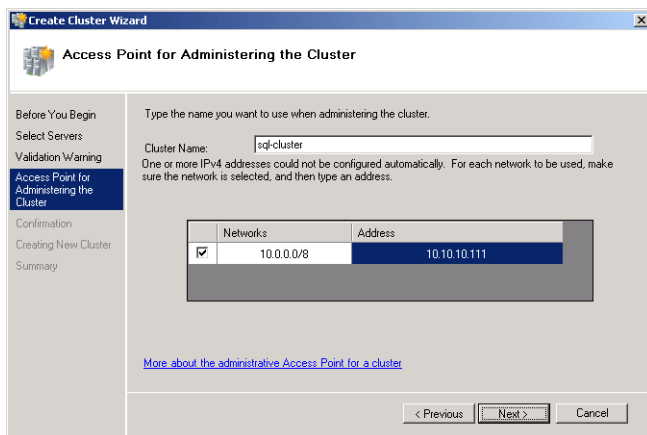 Create Cluster Wizard
Access Point for Administering the Cluster
Before You Begin
Select Servers
Validation Warning
Access Point for
Administering the
Cluster
Confirmation
Creating New Cluster
Summary
Type the name you want to use when administering the cluster.
Cluster Name: sql-cluster
One or more IPv4 addresses could not be configured automatically. For each network to be used, make
sure the network is selected, and then type an address.
Networks Address
10.0.0.0/8 10.10.10.111
More about the administrative Access Point for a cluster
< Previous Next > Cancel